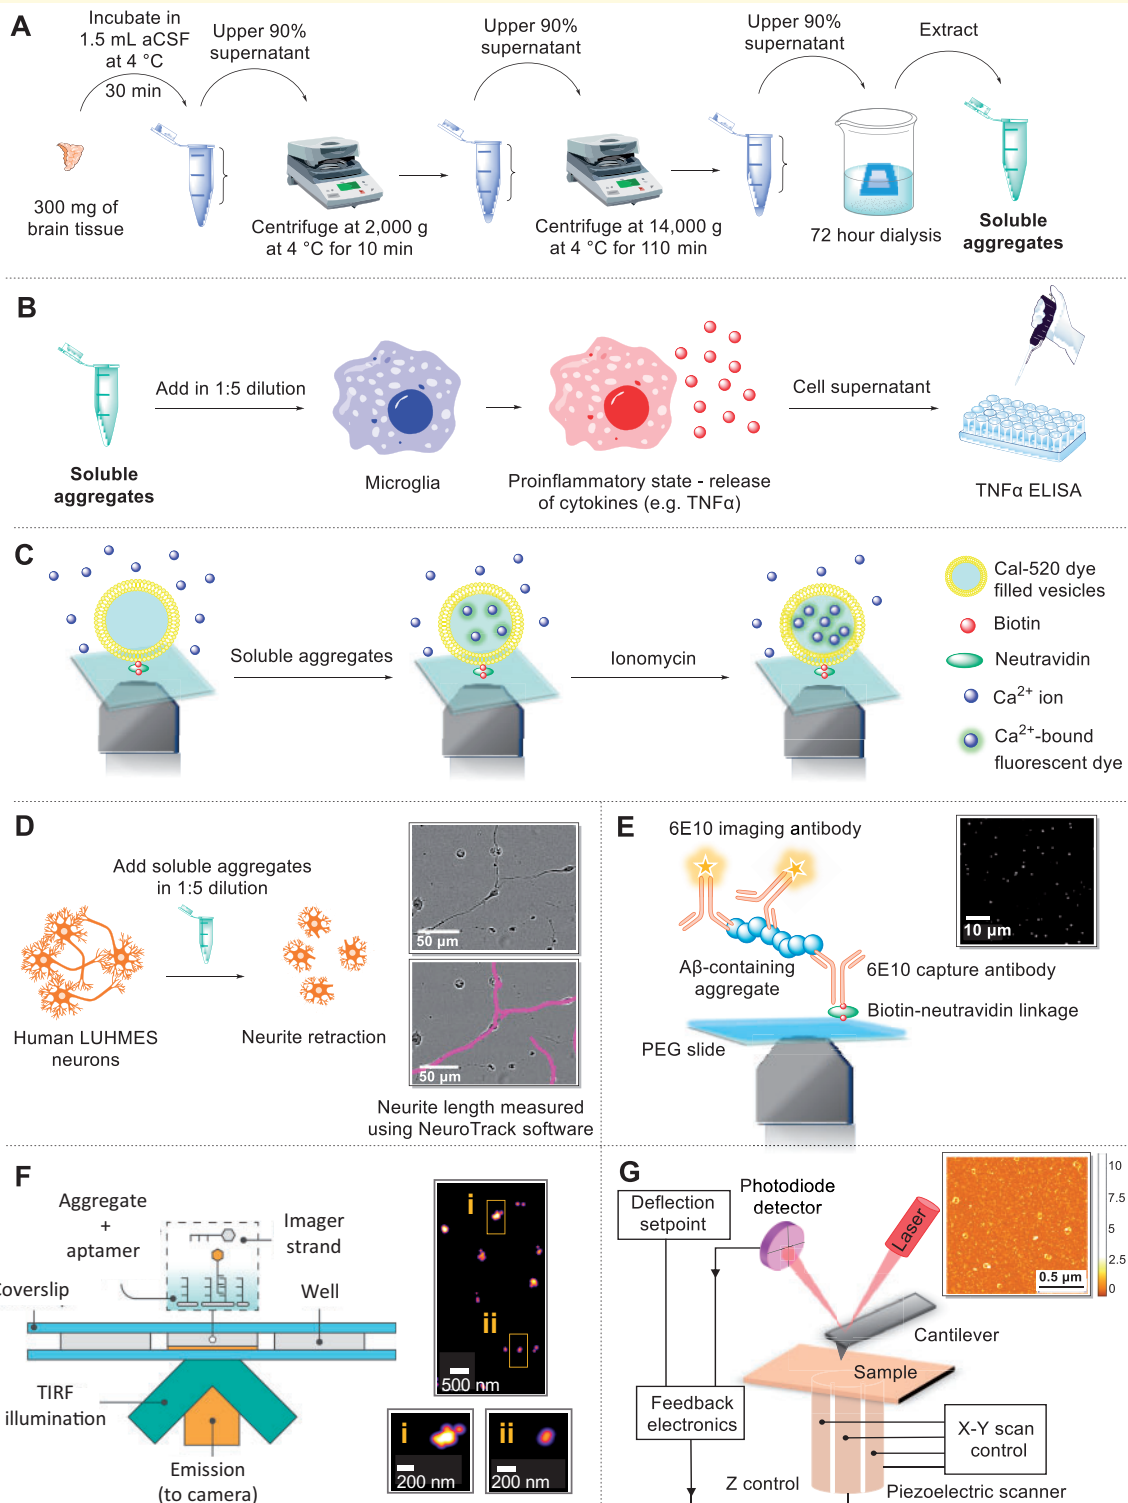 A
Incubate in
1.5 mL aCSF
at 4 °C
30 min
Upper 90%
supernatant
Upper 90%
supernatant
Upper 90%
supernatant
Extract
300 mg of
brain tissue
Centrifuge at 2,000 g
at 4 °C for 10 min
Centrifuge at 14,000 g
at 4 °C for 110 min
72 hour dialysis
Soluble
aggregates
B
Add in 1:5 dilution
Cell supernatant
Soluble
aggregates
Microglia
Proinflammatory state - release
of cytokines (e.g. TNFα)
TNFα ELISA
C
Soluble aggregates
Ionomycin
Cal-520 dye
filled vesicles
Biotin
Neutravidin
Ca2+ ion
Ca2+-bound
fluorescent dye
D
Add soluble aggregates
in 1:5 dilution
Human LUHMES
neurons
Neurite retraction
50 µm
50 µm
Neurite length measured
using NeuroTrack software
E
6E10 imaging antibody
10 µm
Aβ-containing
aggregate
6E10 capture antibody
Biotin-neutravidin linkage
PEG slide
F
Aggregate
+
aptamer
Imager
strand
Coverslip
Well
TIRF
illumination
Emission
(to camera)
i
ii
500 nm
i
200 nm
ii
200 nm
G
Deflection
setpoint
Photodiode
detector
Laser
10
7.5
5
2.5
0
0.5 µm
Cantilever
Sample
Feedback
electronics
X-Y scan
control
Z control
Piezoelectric scanner